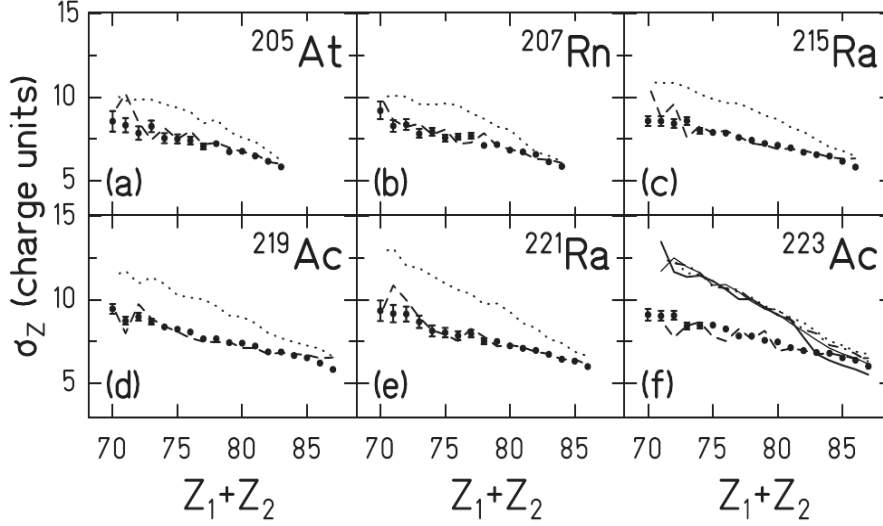 15
10
5
²⁰⁵At
(a)
²⁰⁷Rn
(b)
²¹⁵Ra
(c)
σ_Z (charge units)
15
10
5
²¹⁹Ac
(d)
²²¹Ra
(e)
²²³Ac
(f)
70 75 80 85 70 75 80 85 70 75 80 85
Z₁+Z₂ Z₁+Z₂ Z₁+Z₂